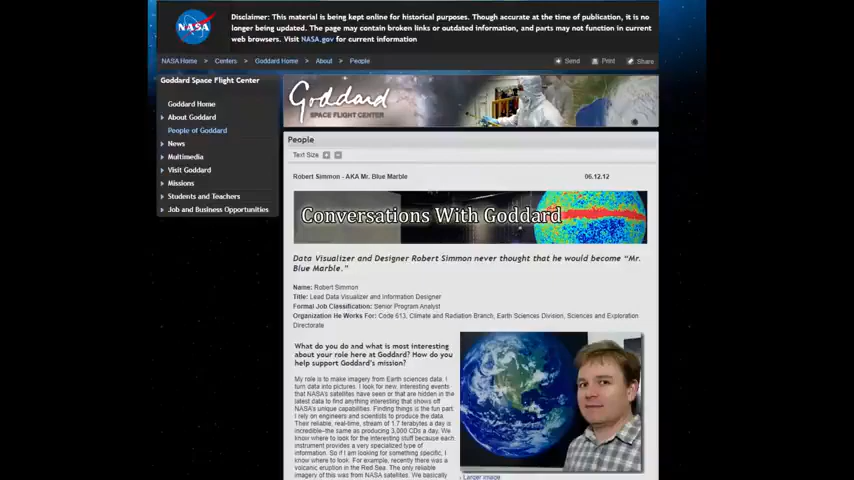 NASA
Disclaimer: This material is being kept online for historical purposes. Though accurate at the time of publication, it is no
longer being updated. The page may contain broken links or outdated information, and parts may not function in current
web browsers. Visit NASA.gov for current information
NASA Home > Centers > Goddard Home > About > People
Send Print Share
Goddard Space Flight Center
Goddard Home
About Goddard
People of Goddard
News
Multimedia
Visit Goddard
Missions
Students and Teachers
Job and Business Opportunities
Goddard
SPACE FLIGHT CENTER
People
Text Size + -
Robert Simmon - AKA Mr. Blue Marble 06.12.12
Conversations With Goddard
Data Visualizer and Designer Robert Simmon never thought that he would become “Mr.
Blue Marble.”
Name: Robert Simmon
Title: Lead Data Visualizer and Information Designer
Formal Job Classification: Senior Program Analyst
Organization He Works For: Code 613, Climate and Radiation Branch, Earth Sciences Division, Sciences and Exploration
Directorate
What do you do and what is most interesting
about your role here at Goddard? How do you
help support Goddard's mission?
My role is to make imagery from Earth sciences data. I
turn data into pictures. I look for new, interesting events
that NASA's satellites have seen or that are hidden in the
latest data to find anything interesting that shows off
NASA's unique capabilities. Finding things is the fun part.
I rely on engineers and scientists to produce the data.
Their reliable, real-time, stream of 1.7 terabytes a day is
incredible–the same as producing 3,000 CDs a day. We
know where to look for the interesting stuff because each
instrument provides a very specialized type of
information. So if I am looking for something specific, I
know where to look. For example, recently there was a
volcanic eruption in the Red Sea. The only reliable
imagery of this was from NASA satellites. We basically
Larger image